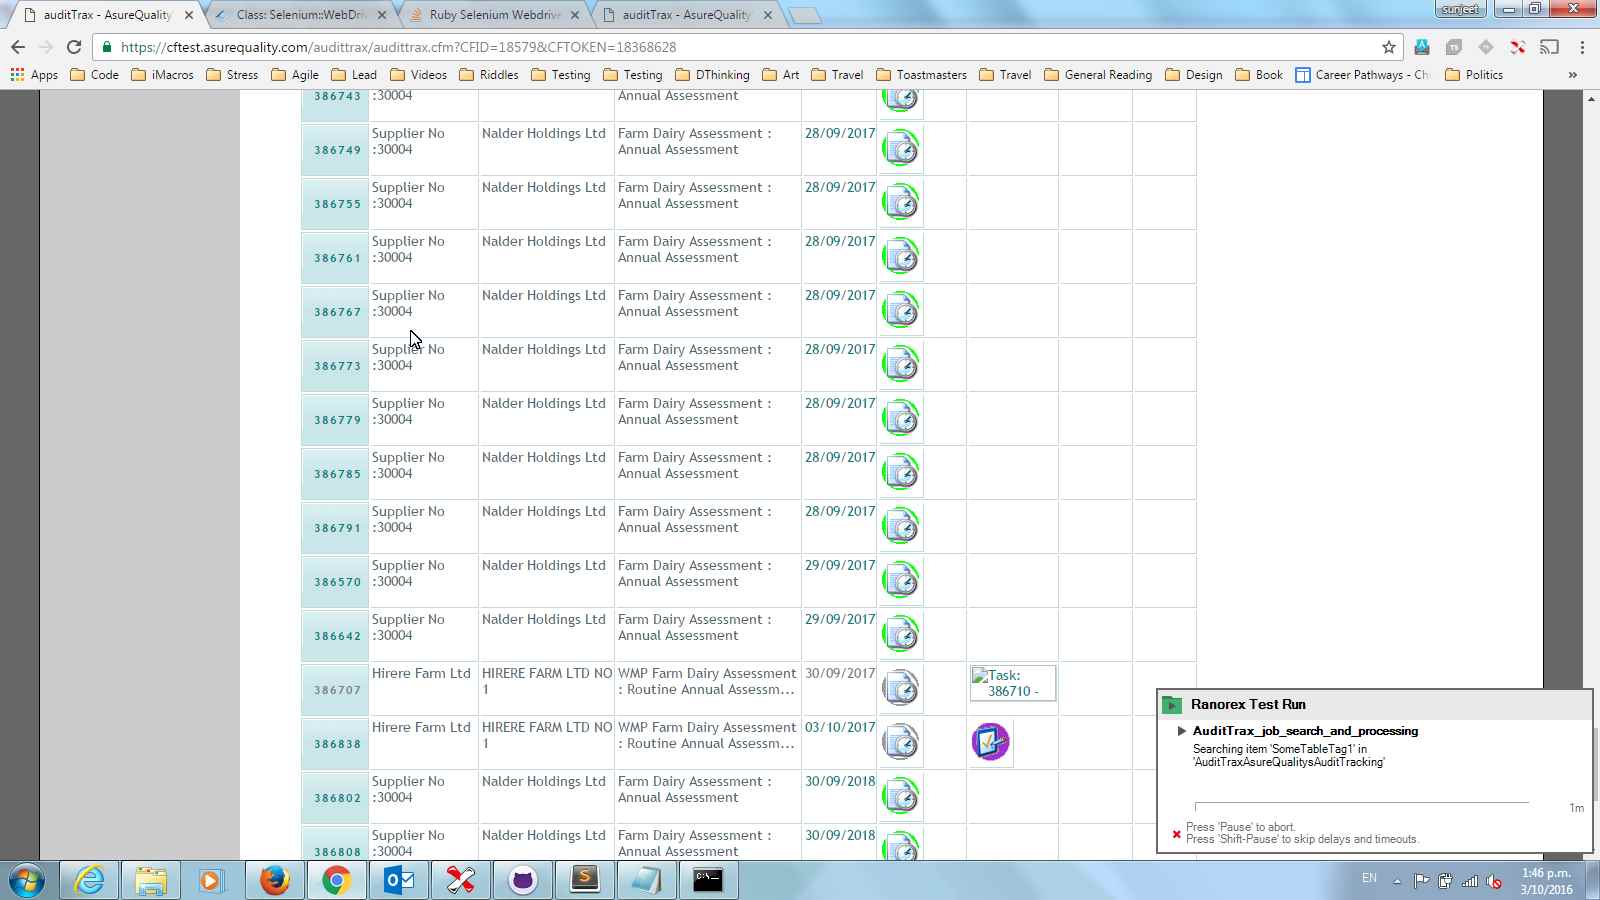 auditTrax - AsureQuality
Class: Selenium::WebDriv
Ruby Selenium Webdrive
auditTrax - AsureQuality
sunjeet
https://cftest.asurequality.com/audittrax/audittrax.cfm?CFID=18579&CFTOKEN=18368628
Apps
Code
iMacros
Stress
Agile
Lead
Videos
Riddles
Testing
Testing
DThinking
Art
Travel
Toastmasters
Travel
General Reading
Design
Book
Career Pathways - Ch
Politics
»
386743 :30004 Annual Assessment
Supplier No Nalder Holdings Ltd Farm Dairy Assessment : 28/09/2017
386749 :30004 Annual Assessment
Supplier No Nalder Holdings Ltd Farm Dairy Assessment : 28/09/2017
386755 :30004 Annual Assessment
Supplier No Nalder Holdings Ltd Farm Dairy Assessment : 28/09/2017
386761 :30004 Annual Assessment
Supplier No Nalder Holdings Ltd Farm Dairy Assessment : 28/09/2017
386767 :30004 Annual Assessment
Supplier No Nalder Holdings Ltd Farm Dairy Assessment : 28/09/2017
386773 :30004 Annual Assessment
Supplier No Nalder Holdings Ltd Farm Dairy Assessment : 28/09/2017
386779 :30004 Annual Assessment
Supplier No Nalder Holdings Ltd Farm Dairy Assessment : 28/09/2017
386785 :30004 Annual Assessment
Supplier No Nalder Holdings Ltd Farm Dairy Assessment : 28/09/2017
386791 :30004 Annual Assessment
Supplier No Nalder Holdings Ltd Farm Dairy Assessment : 29/09/2017
386570 :30004 Annual Assessment
Supplier No Nalder Holdings Ltd Farm Dairy Assessment : 29/09/2017
386642 :30004 Annual Assessment
Hirere Farm Ltd HIRERE FARM LTD NO WMP Farm Dairy Assessment 30/09/2017 Task:
386707 1 : Routine Annual Assessm... 386710 -
Hirere Farm Ltd HIRERE FARM LTD NO WMP Farm Dairy Assessment 03/10/2017
386838 1 : Routine Annual Assessm...
Supplier No Nalder Holdings Ltd Farm Dairy Assessment : 30/09/2018
386802 :30004 Annual Assessment
Supplier No Nalder Holdings Ltd Farm Dairy Assessment : 30/09/2018
386808 :30004 Annual Assessment
Ranorex Test Run
AuditTrax_job_search_and_processing
Searching item 'SomeTableTag1' in
'AuditTraxAsureQualitysAuditTracking'
1m
Press 'Pause' to abort.
Press 'Shift-Pause' to skip delays and timeouts.
EN
1:46 p.m.
3/10/2016